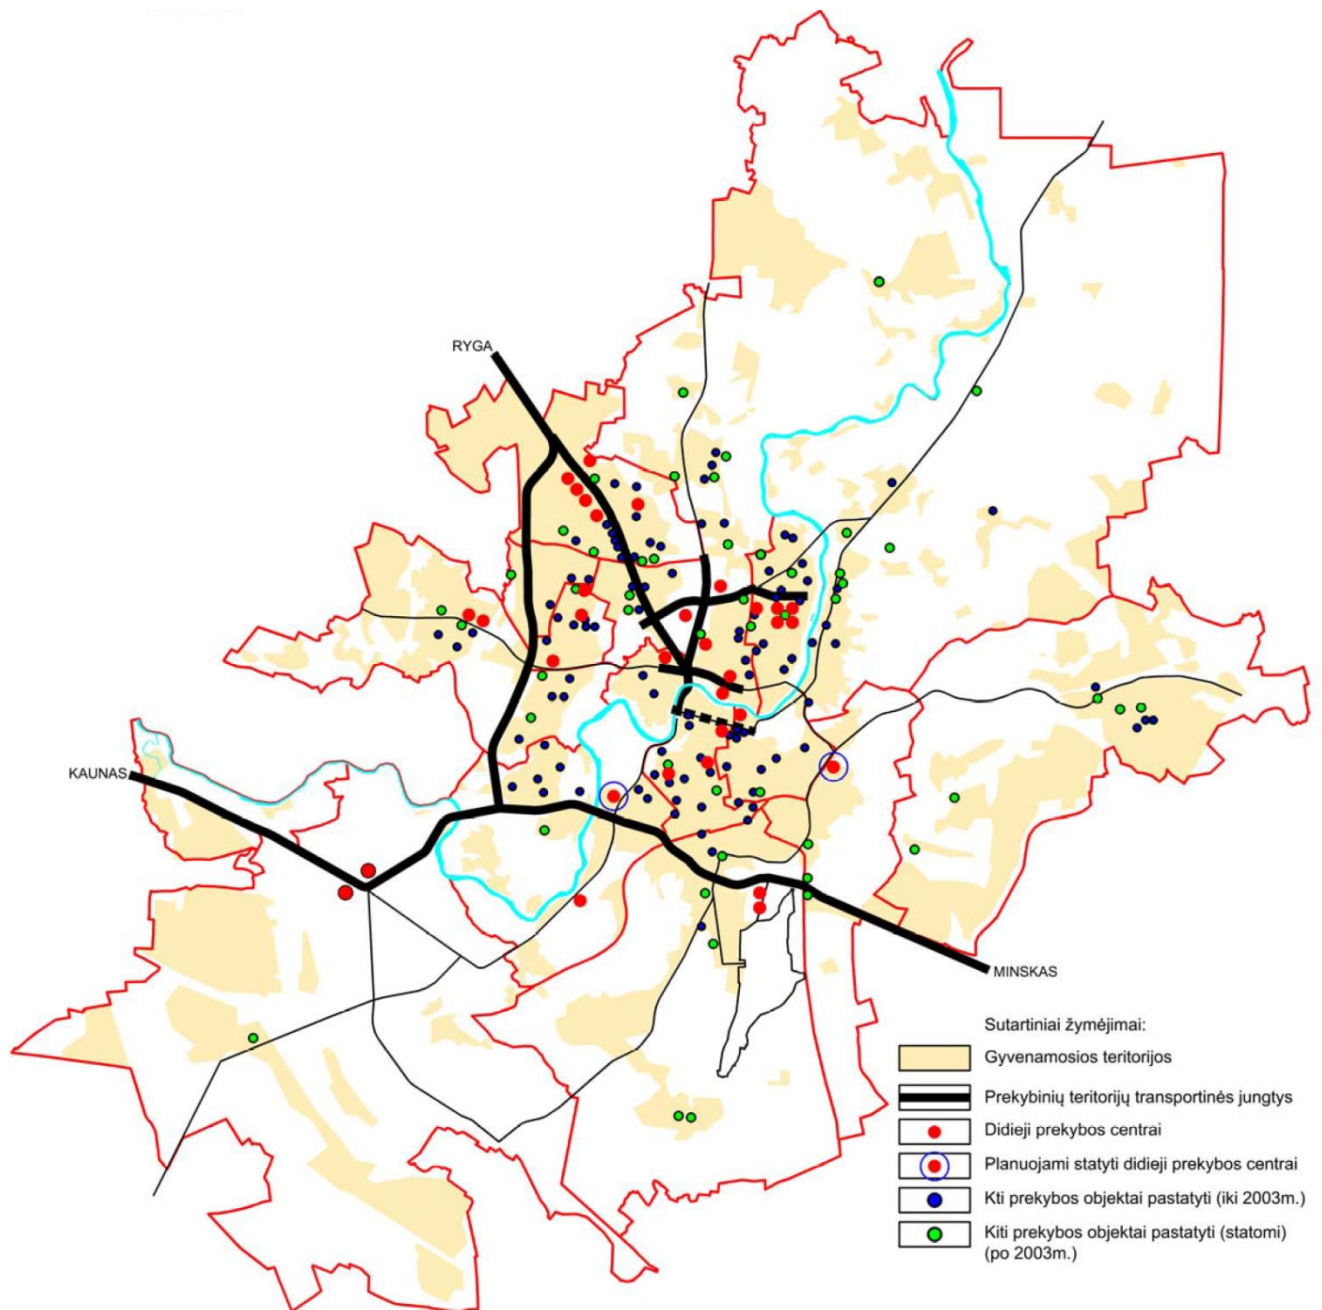 RYGA
KAUNAS
MINSKAS
Sutartiniai žymėjimai:
Gyvenamosios teritorijos
Prekybinių teritorijų transportinės jungtys
Didieji prekybos centrai
Planuojami statyti didieji prekybos centrai
Kti prekybos objektai pastatyti (iki 2003m.)
Kiti prekybos objektai pastatyti (statomi)
(po 2003m.)